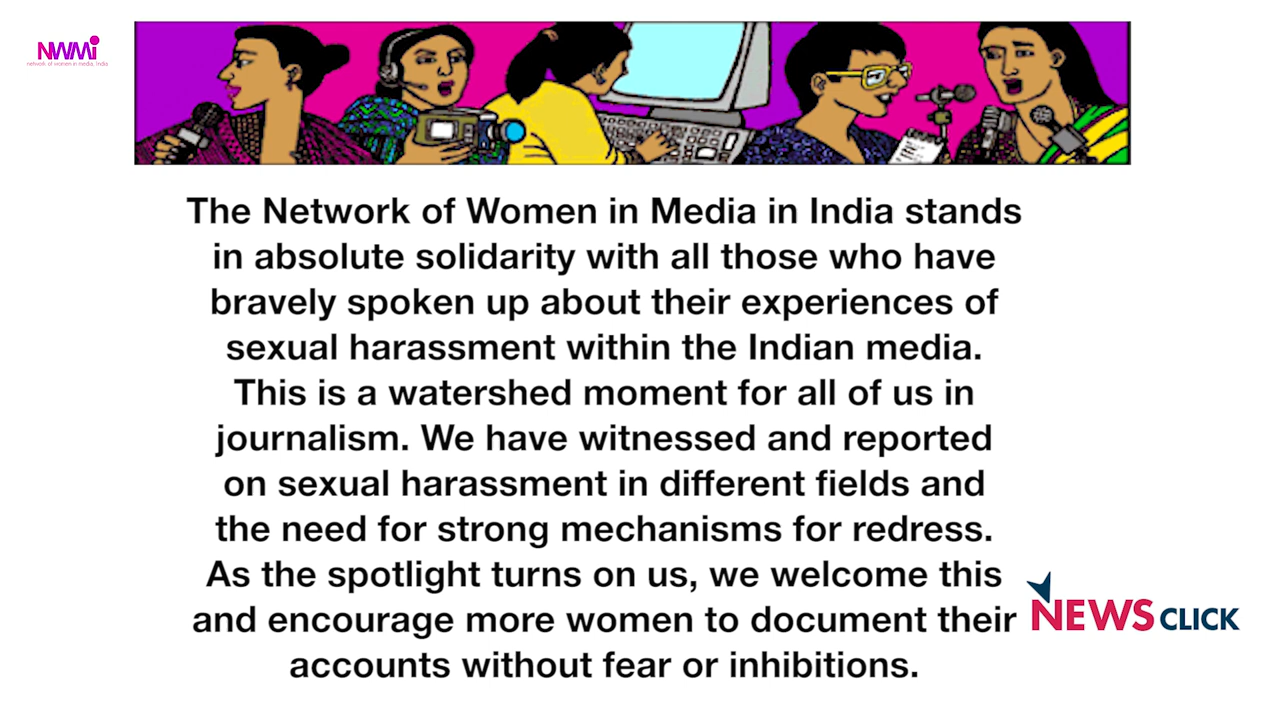 NWMi
network of women in media, India
The Network of Women in Media in India stands
in absolute solidarity with all those who have
bravely spoken up about their experiences of
sexual harassment within the Indian media.
This is a watershed moment for all of us in
journalism. We have witnessed and reported
on sexual harassment in different fields and
the need for strong mechanisms for redress.
As the spotlight turns on us, we welcome this
and encourage more women to document their
accounts without fear or inhibitions.
NEWS CLICK